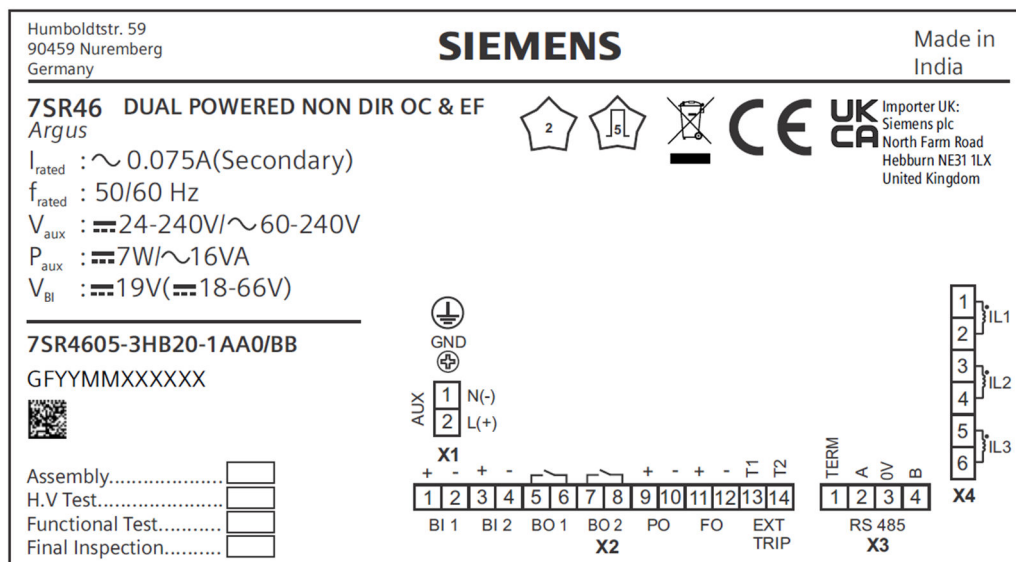 Humboldtstr. 59
90459 Nuremberg
Germany
SIEMENS
Made in
India
7SR46 DUAL POWERED NON DIR OC & EF
Argus
Irated : ~ 0.075A(Secondary)
frated : 50/60 Hz
Vaux : ⎓24-240V/~60-240V
Paux : ⎓7W/~16VA
VBI : ⎓19V(⎓18-66V)
2
5
CE
UK
CA
Importer UK:
Siemens plc
North Farm Road
Hebburn NE31 1LX
United Kingdom
7SR4605-3HB20-1AA0/BB
GFYYMMXXXXXX
Assembly....................
H.V Test......................
Functional Test...........
Final Inspection..........
GND
AUX
1 N(-)
2 L(+)
X1
+ - + - + - + - T1 T2
1 2 3 4 5 6 7 8 9 10 11 12 13 14
BI 1 BI 2 BO 1 BO 2 PO FO EXT
TRIP
X2
TERM A 0V B
1 2 3 4
RS 485
X3
1
IL1
2
3
IL2
4
5
IL3
6
X4